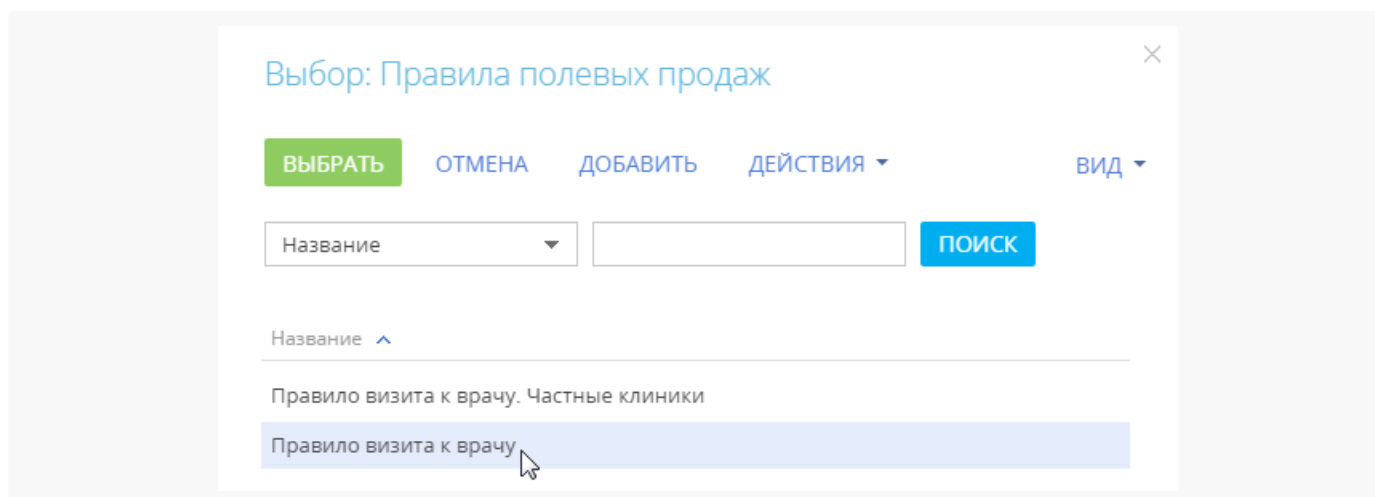 Выбор: Правила полевых продаж
ВЫБРАТЬ ОТМЕНА ДОБАВИТЬ ДЕЙСТВИЯ ВИД
Название ПОИСК
Название
Правило визита к врачу. Частные клиники
Правило визита к врачу